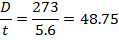 D/t = 273/5.6 = 48.75